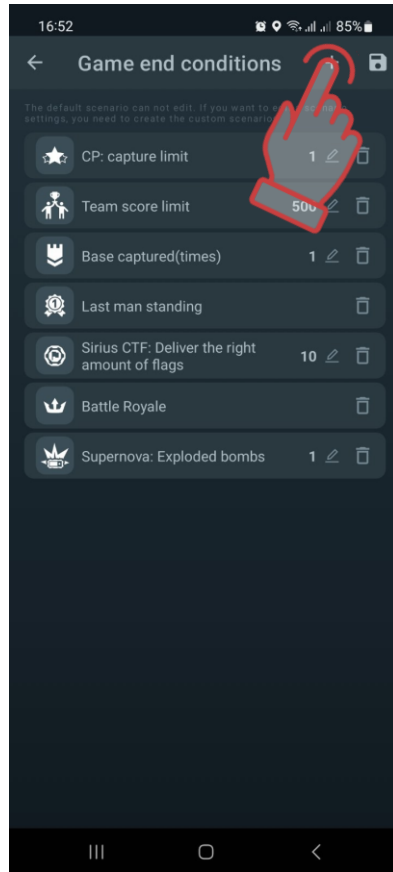 16:52
85%
Game end conditions
The default scenario can not edit. If you want to
settings, you need to create the custom scenario
CP: capture limit 1
Team score limit 500
Base captured(times) 1
Last man standing
Sirius CTF: Deliver the right
amount of flags 10
Battle Royale
Supernova: Exploded bombs 1